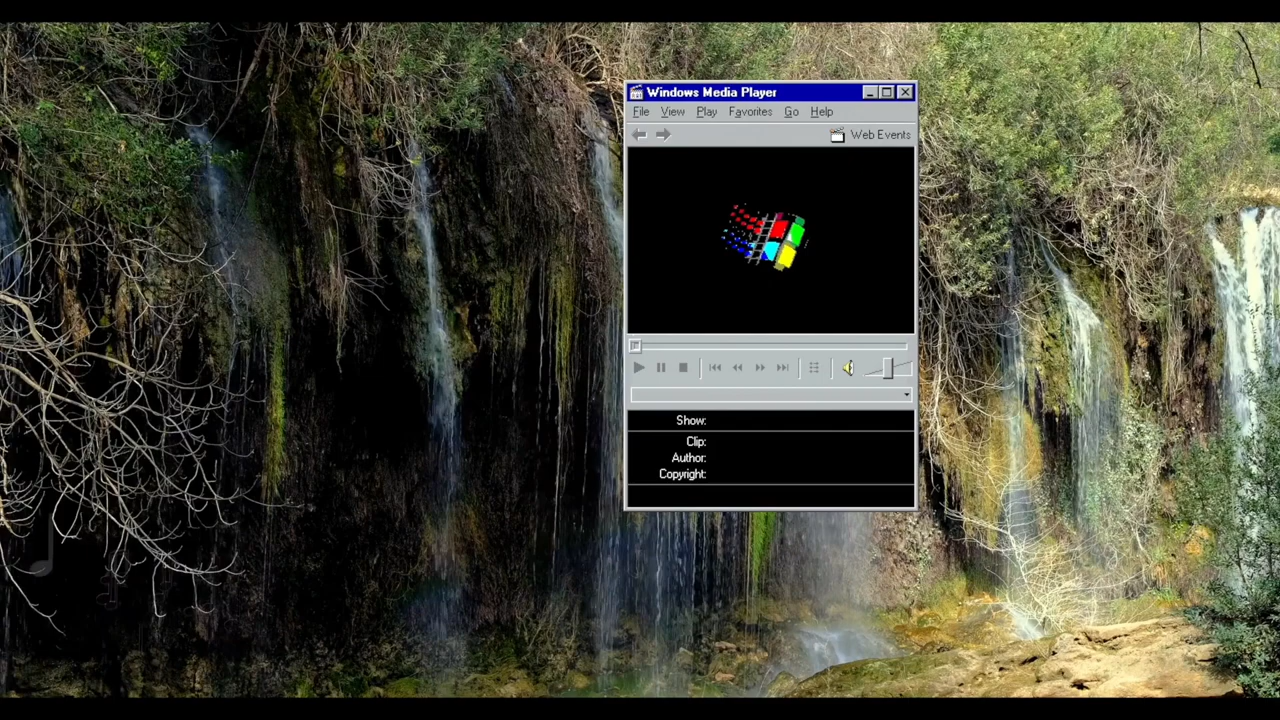 Windows Media Player
File View Play Favorites Go Help
Web Events
Show:
Clip:
Author:
Copyright: